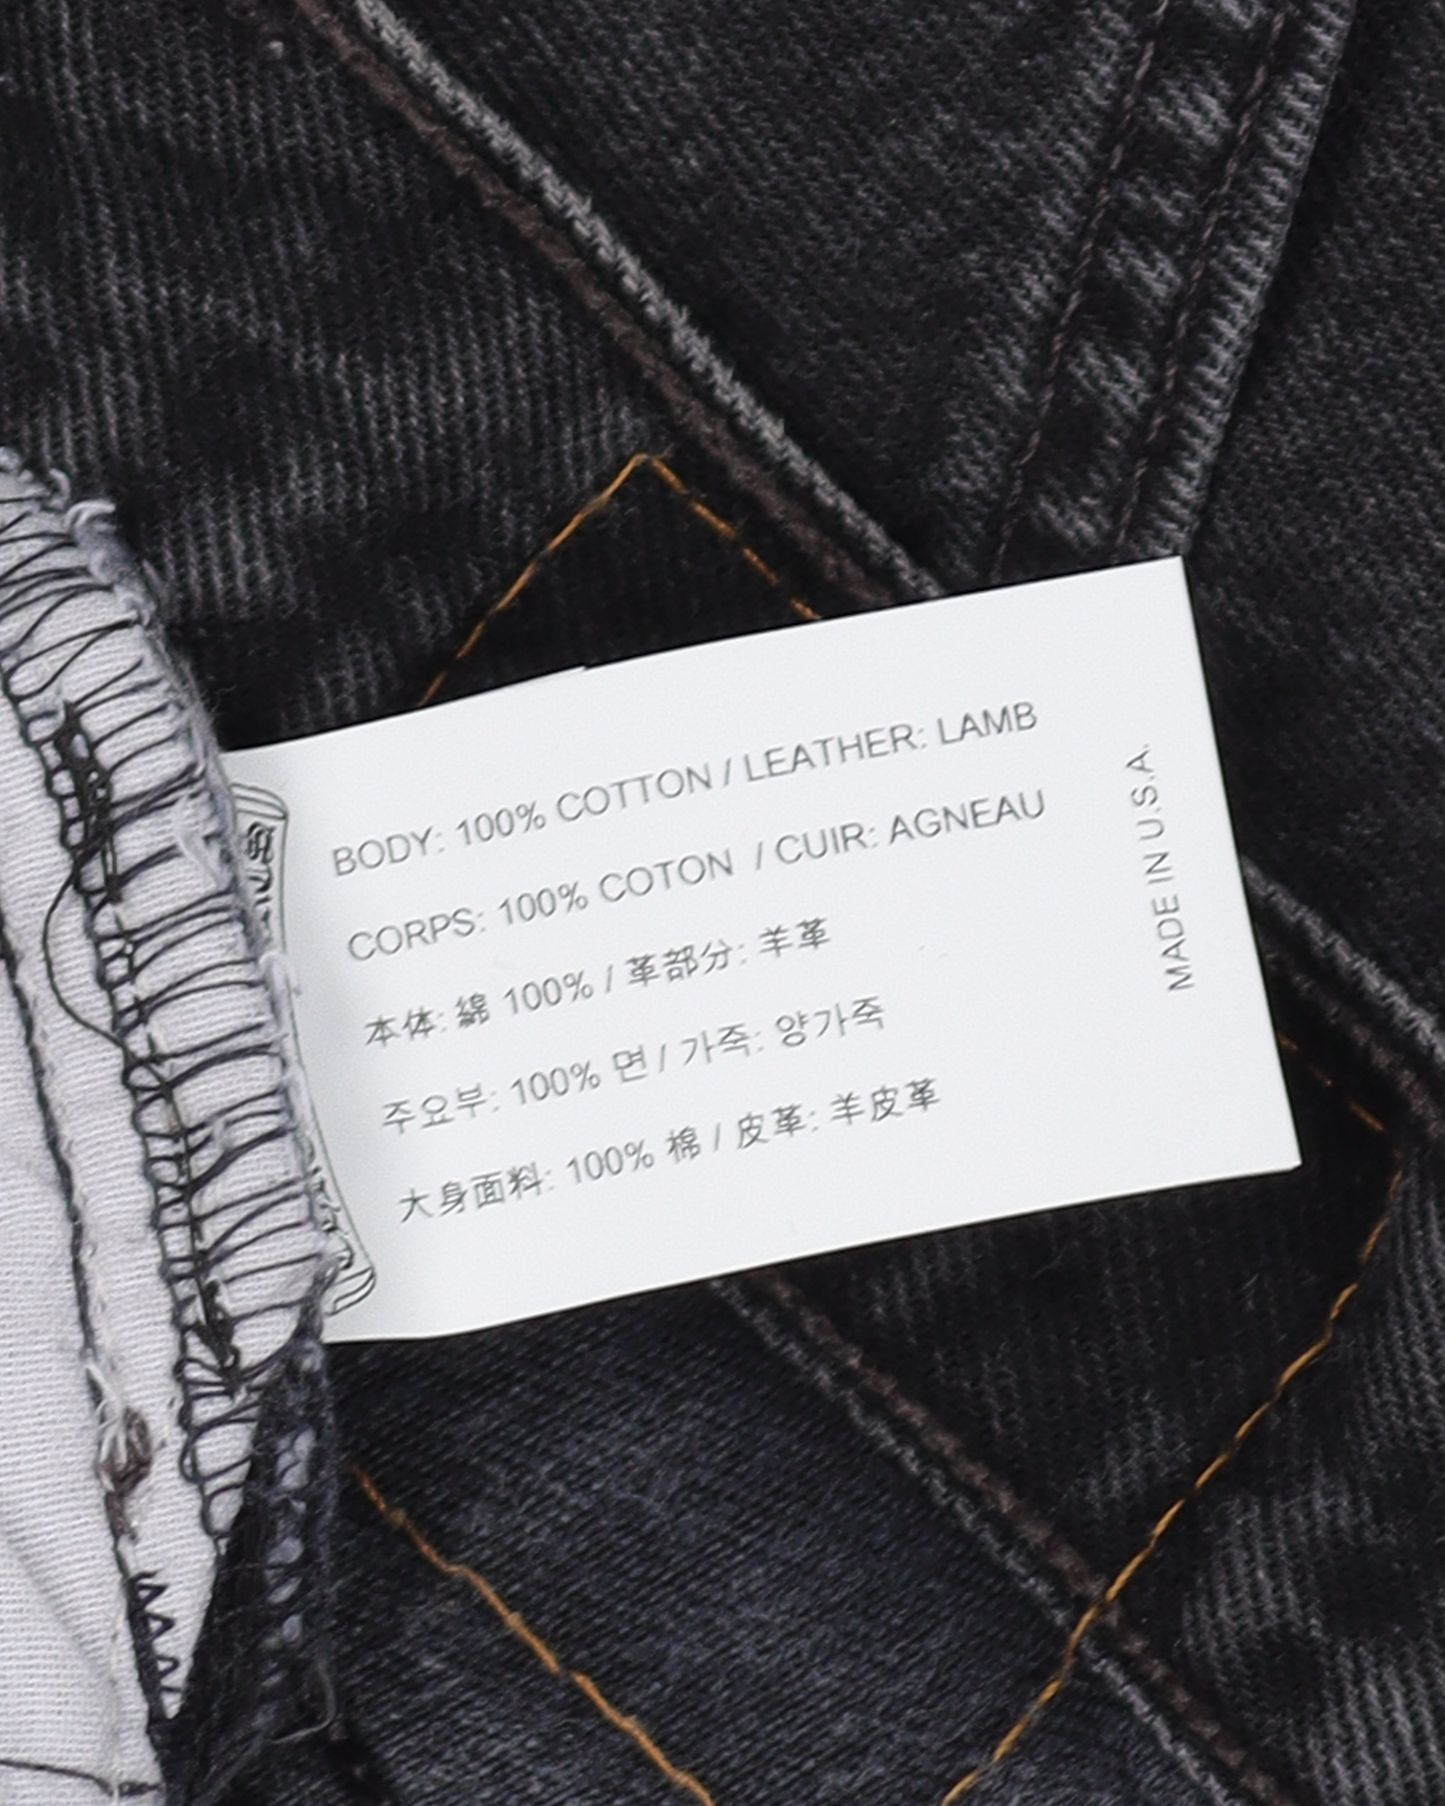 BODY: 100% COTTON / LEATHER: LAMB
CORPS: 100% COTON / CUIR: AGNEAU
本体: 綿 100% / 革部分: 羊革
주요부: 100% 면 / 가죽: 양가죽
大身面料: 100% 棉 / 皮革: 羊皮革
MADE IN U.S.A.